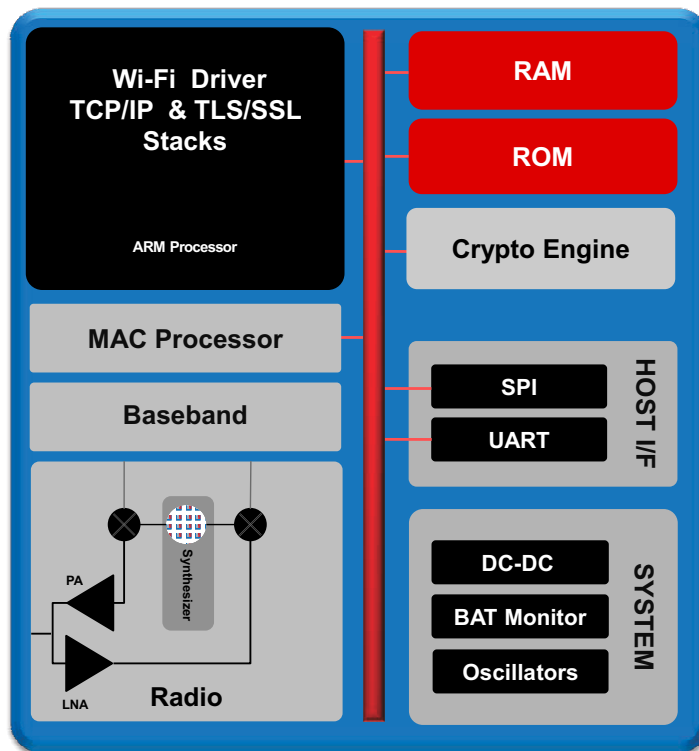 Wi-Fi Driver
TCP/IP & TLS/SSL
Stacks
ARM Processor
MAC Processor
Baseband
Synthesizer
PA
LNA
Radio
RAM
ROM
Crypto Engine
SPI
UART
HOST I/F
DC-DC
BAT Monitor
Oscillators
SYSTEM